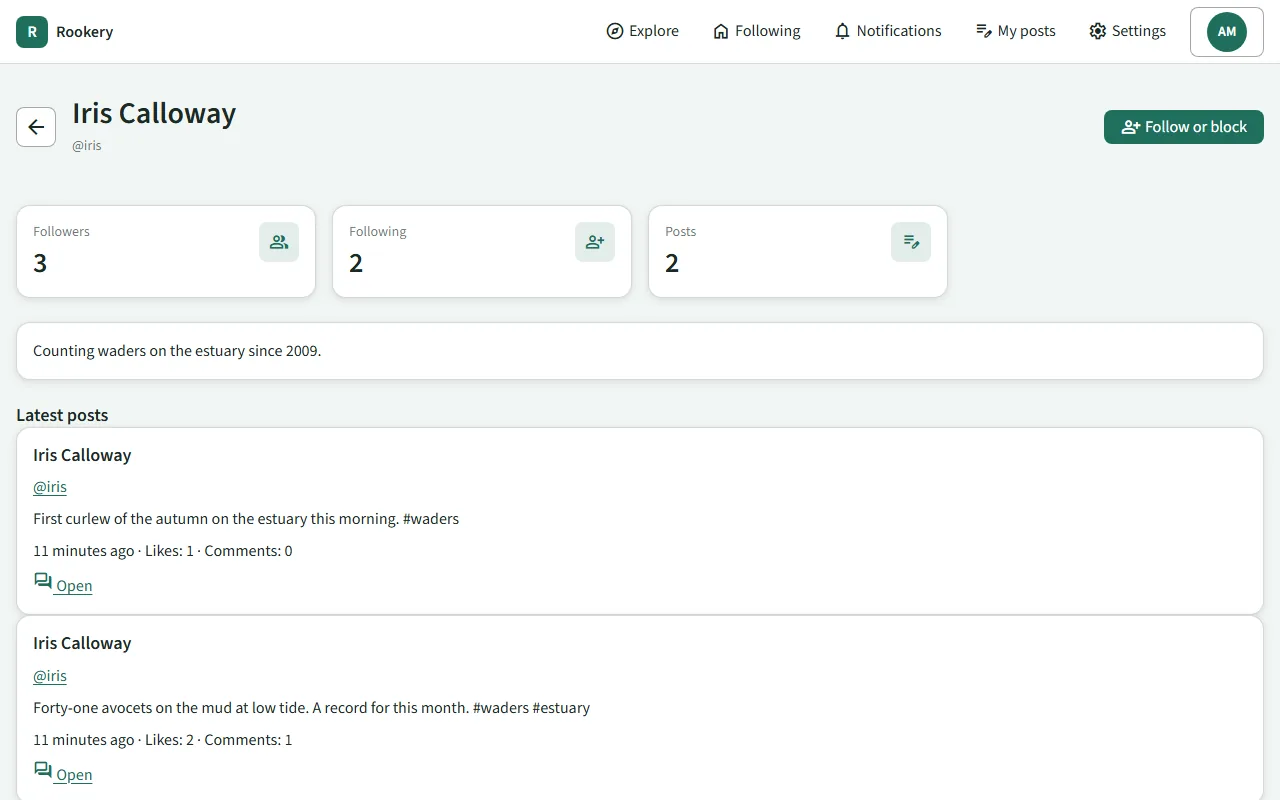 R Rookery
Explore Following Notifications My posts Settings AM
Iris Calloway
@iris
Follow or block
Followers
3
Following
2
Posts
2
Counting waders on the estuary since 2009.
Latest posts
Iris Calloway
@iris
First curlew of the autumn on the estuary this morning. #waders
11 minutes ago · Likes: 1 · Comments: 0
Open
Iris Calloway
@iris
Forty-one avocets on the mud at low tide. A record for this month. #waders #estuary
11 minutes ago · Likes: 2 · Comments: 1
Open